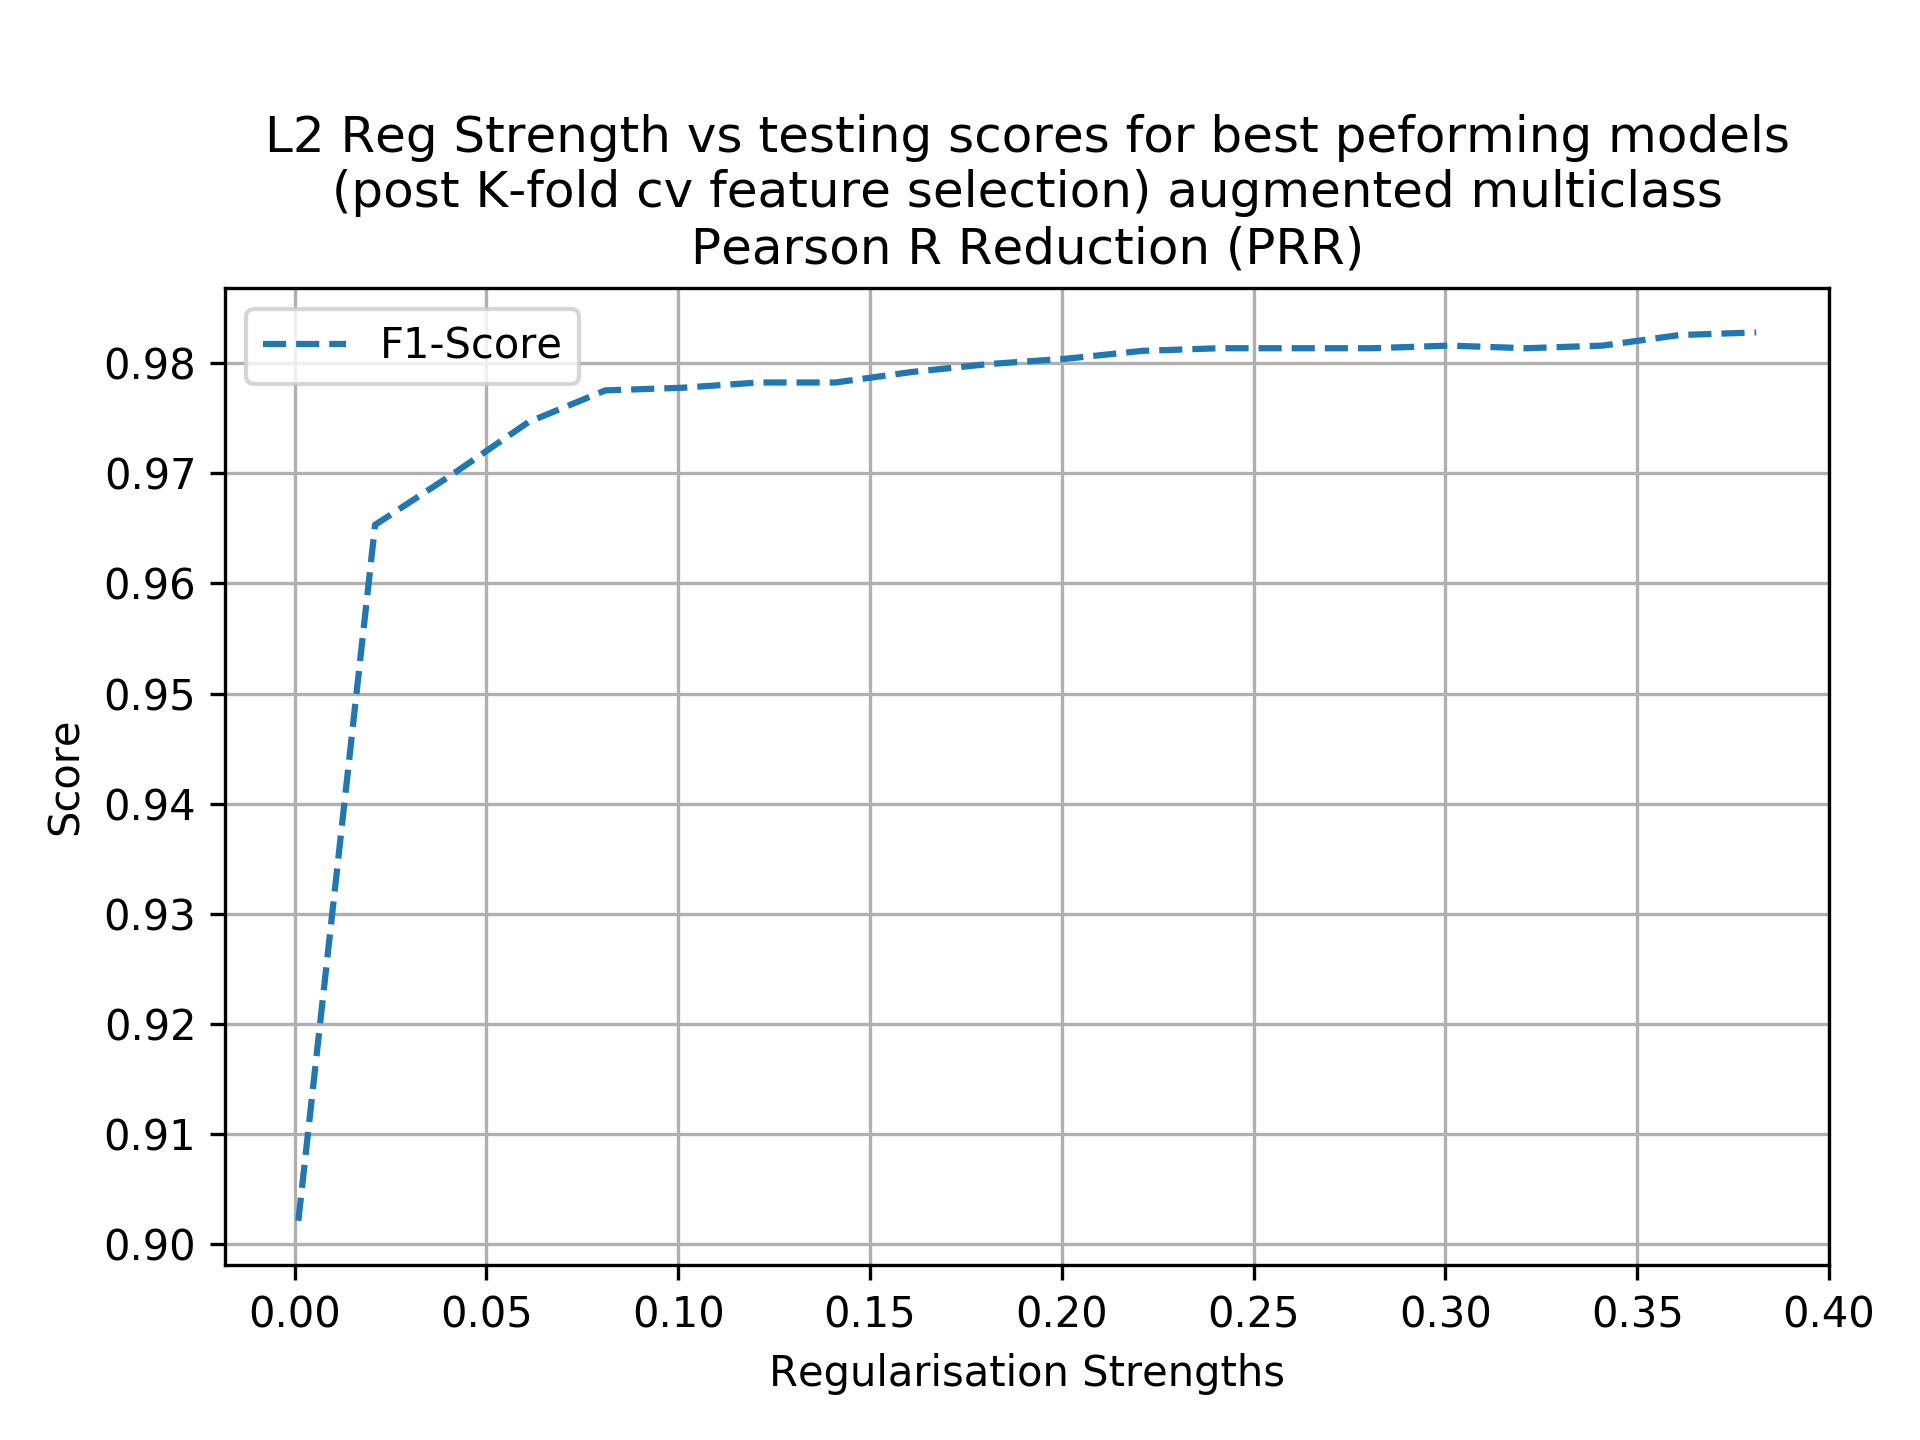 L2 Reg Strength vs testing scores for best peforming models
(post K-fold cv feature selection) augmented multiclass
Pearson R Reduction (PRR)
F1-Score
0.98
0.97
0.96
0.95
0.94
0.93
0.92
0.91
0.90
Score
0.00 0.05 0.10 0.15 0.20 0.25 0.30 0.35 0.40
Regularisation Strengths